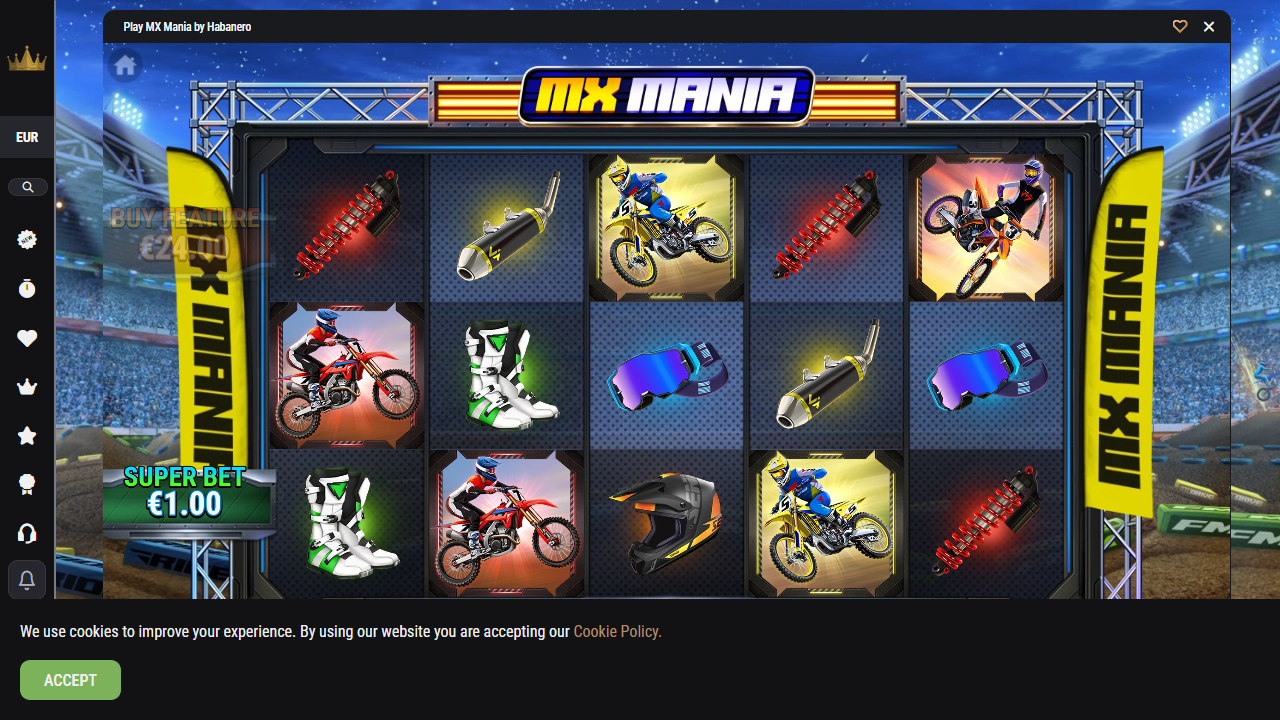 Play MX Mania by Habanero
EUR
NEW
MX MANIA
BUY FEATURE
€24.00
MX MANIA
MX MANIA
SUPER BET
€1.00
We use cookies to improve your experience. By using our website you are accepting our Cookie Policy.
ACCEPT